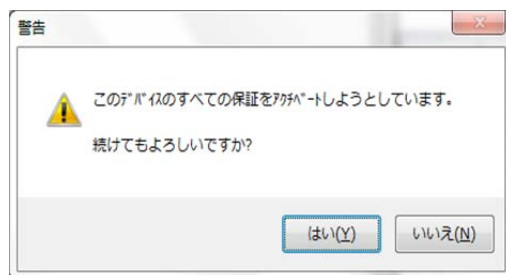 警告
このﾃﾞﾊﾞｲｽのすべての保証をｱｸﾁﾍﾞｰﾄしようとしています。
続けてもよろしいですか?
はい(Y)
いいえ(N)